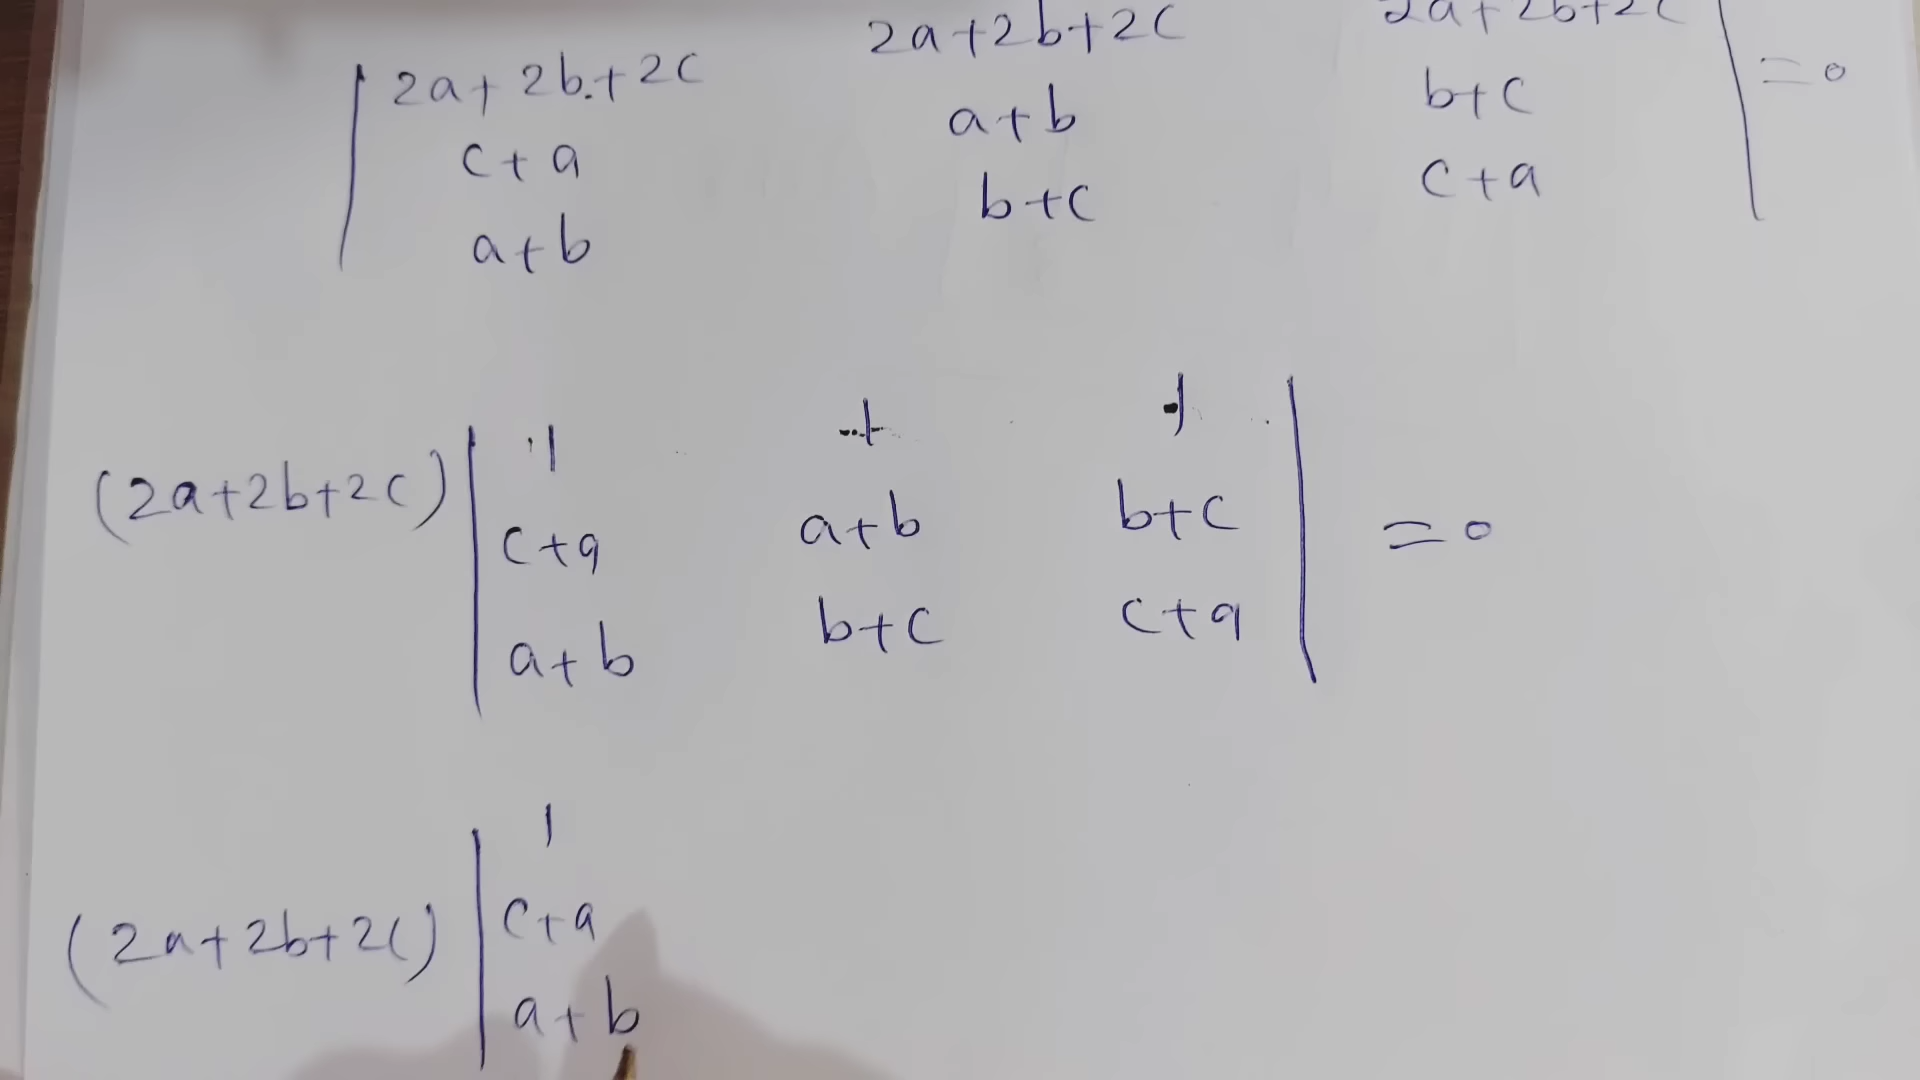 | 2a+2b+2c 2a+2b+2c 2a+2b+2c |
c+a a+b b+c = 0
a+b b+c c+a
| 1 1 1 |
(2a+2b+2c) c+a a+b b+c = 0
a+b b+c c+a
| 1
(2a+2b+2c) c+a
a+b